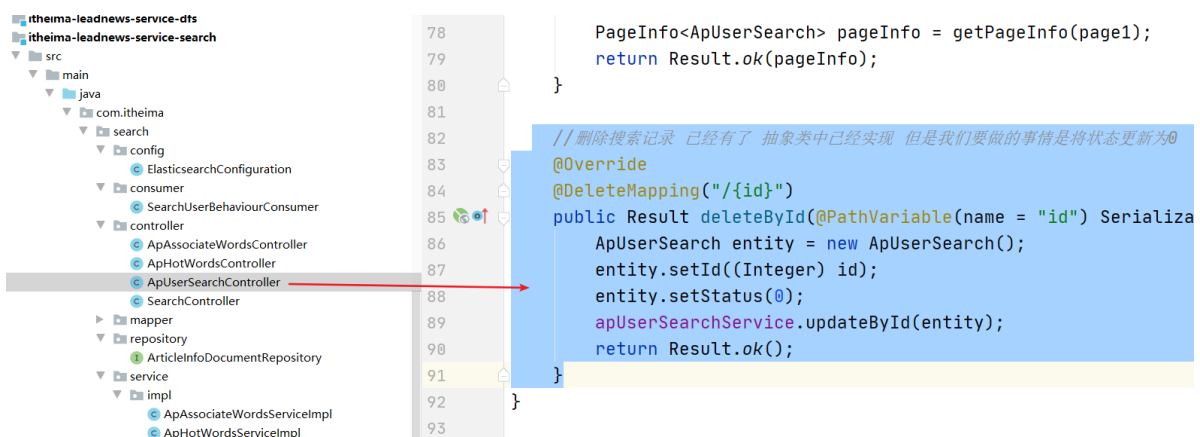 itheima-leadnews-service-dfs
itheima-leadnews-service-search
src
main
java
com.itheima
search
config
ElasticsearchConfiguration
consumer
SearchUserBehaviourConsumer
controller
ApAssociateWordsController
ApHotWordsController
ApUserSearchController
SearchController
mapper
repository
ArticleInfoDocumentRepository
service
impl
ApAssociateWordsServiceImpl
ApHotWordsServiceImpl
78 PageInfo<ApUserSearch> pageInfo = getPageInfo(page1);
79 return Result.ok(pageInfo);
80 }
81
82 //删除搜索记录 已经有了 抽象类中已经实现 但是我们要做的事情是将状态更新为0
83 @Override
84 @DeleteMapping("/{id}")
85 public Result deleteById(@PathVariable(name = "id") Serializa
86 ApUserSearch entity = new ApUserSearch();
87 entity.setId((Integer) id);
88 entity.setStatus(0);
89 apUserSearchService.updateById(entity);
90 return Result.ok();
91 }
92 }
93